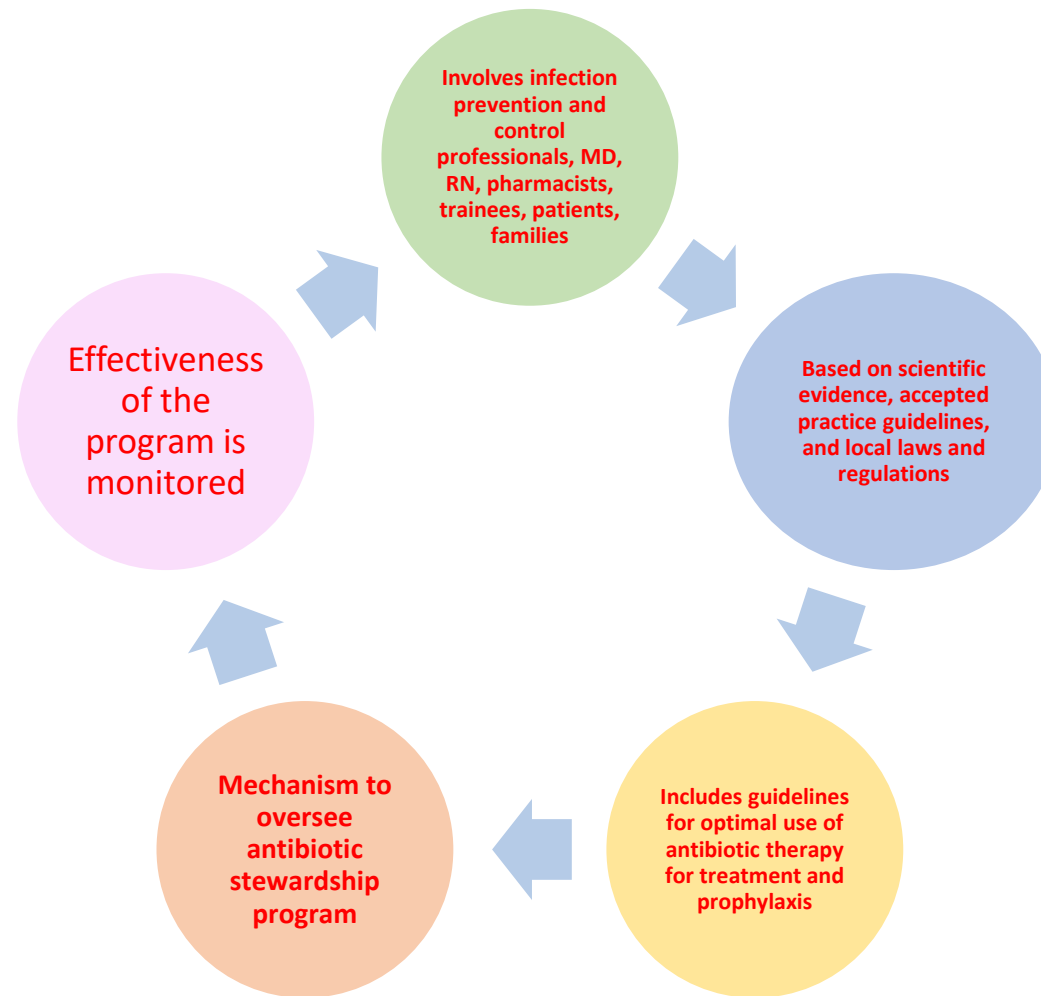 Involves infection
prevention and
control
professionals, MD,
RN, pharmacists,
trainees, patients,
families
Based on scientific
evidence, accepted
practice guidelines,
and local laws and
regulations
Includes guidelines
for optimal use of
antibiotic therapy
for treatment and
prophylaxis
Mechanism to
oversee
antibiotic
stewardship
program
Effectiveness
of the
program is
monitored